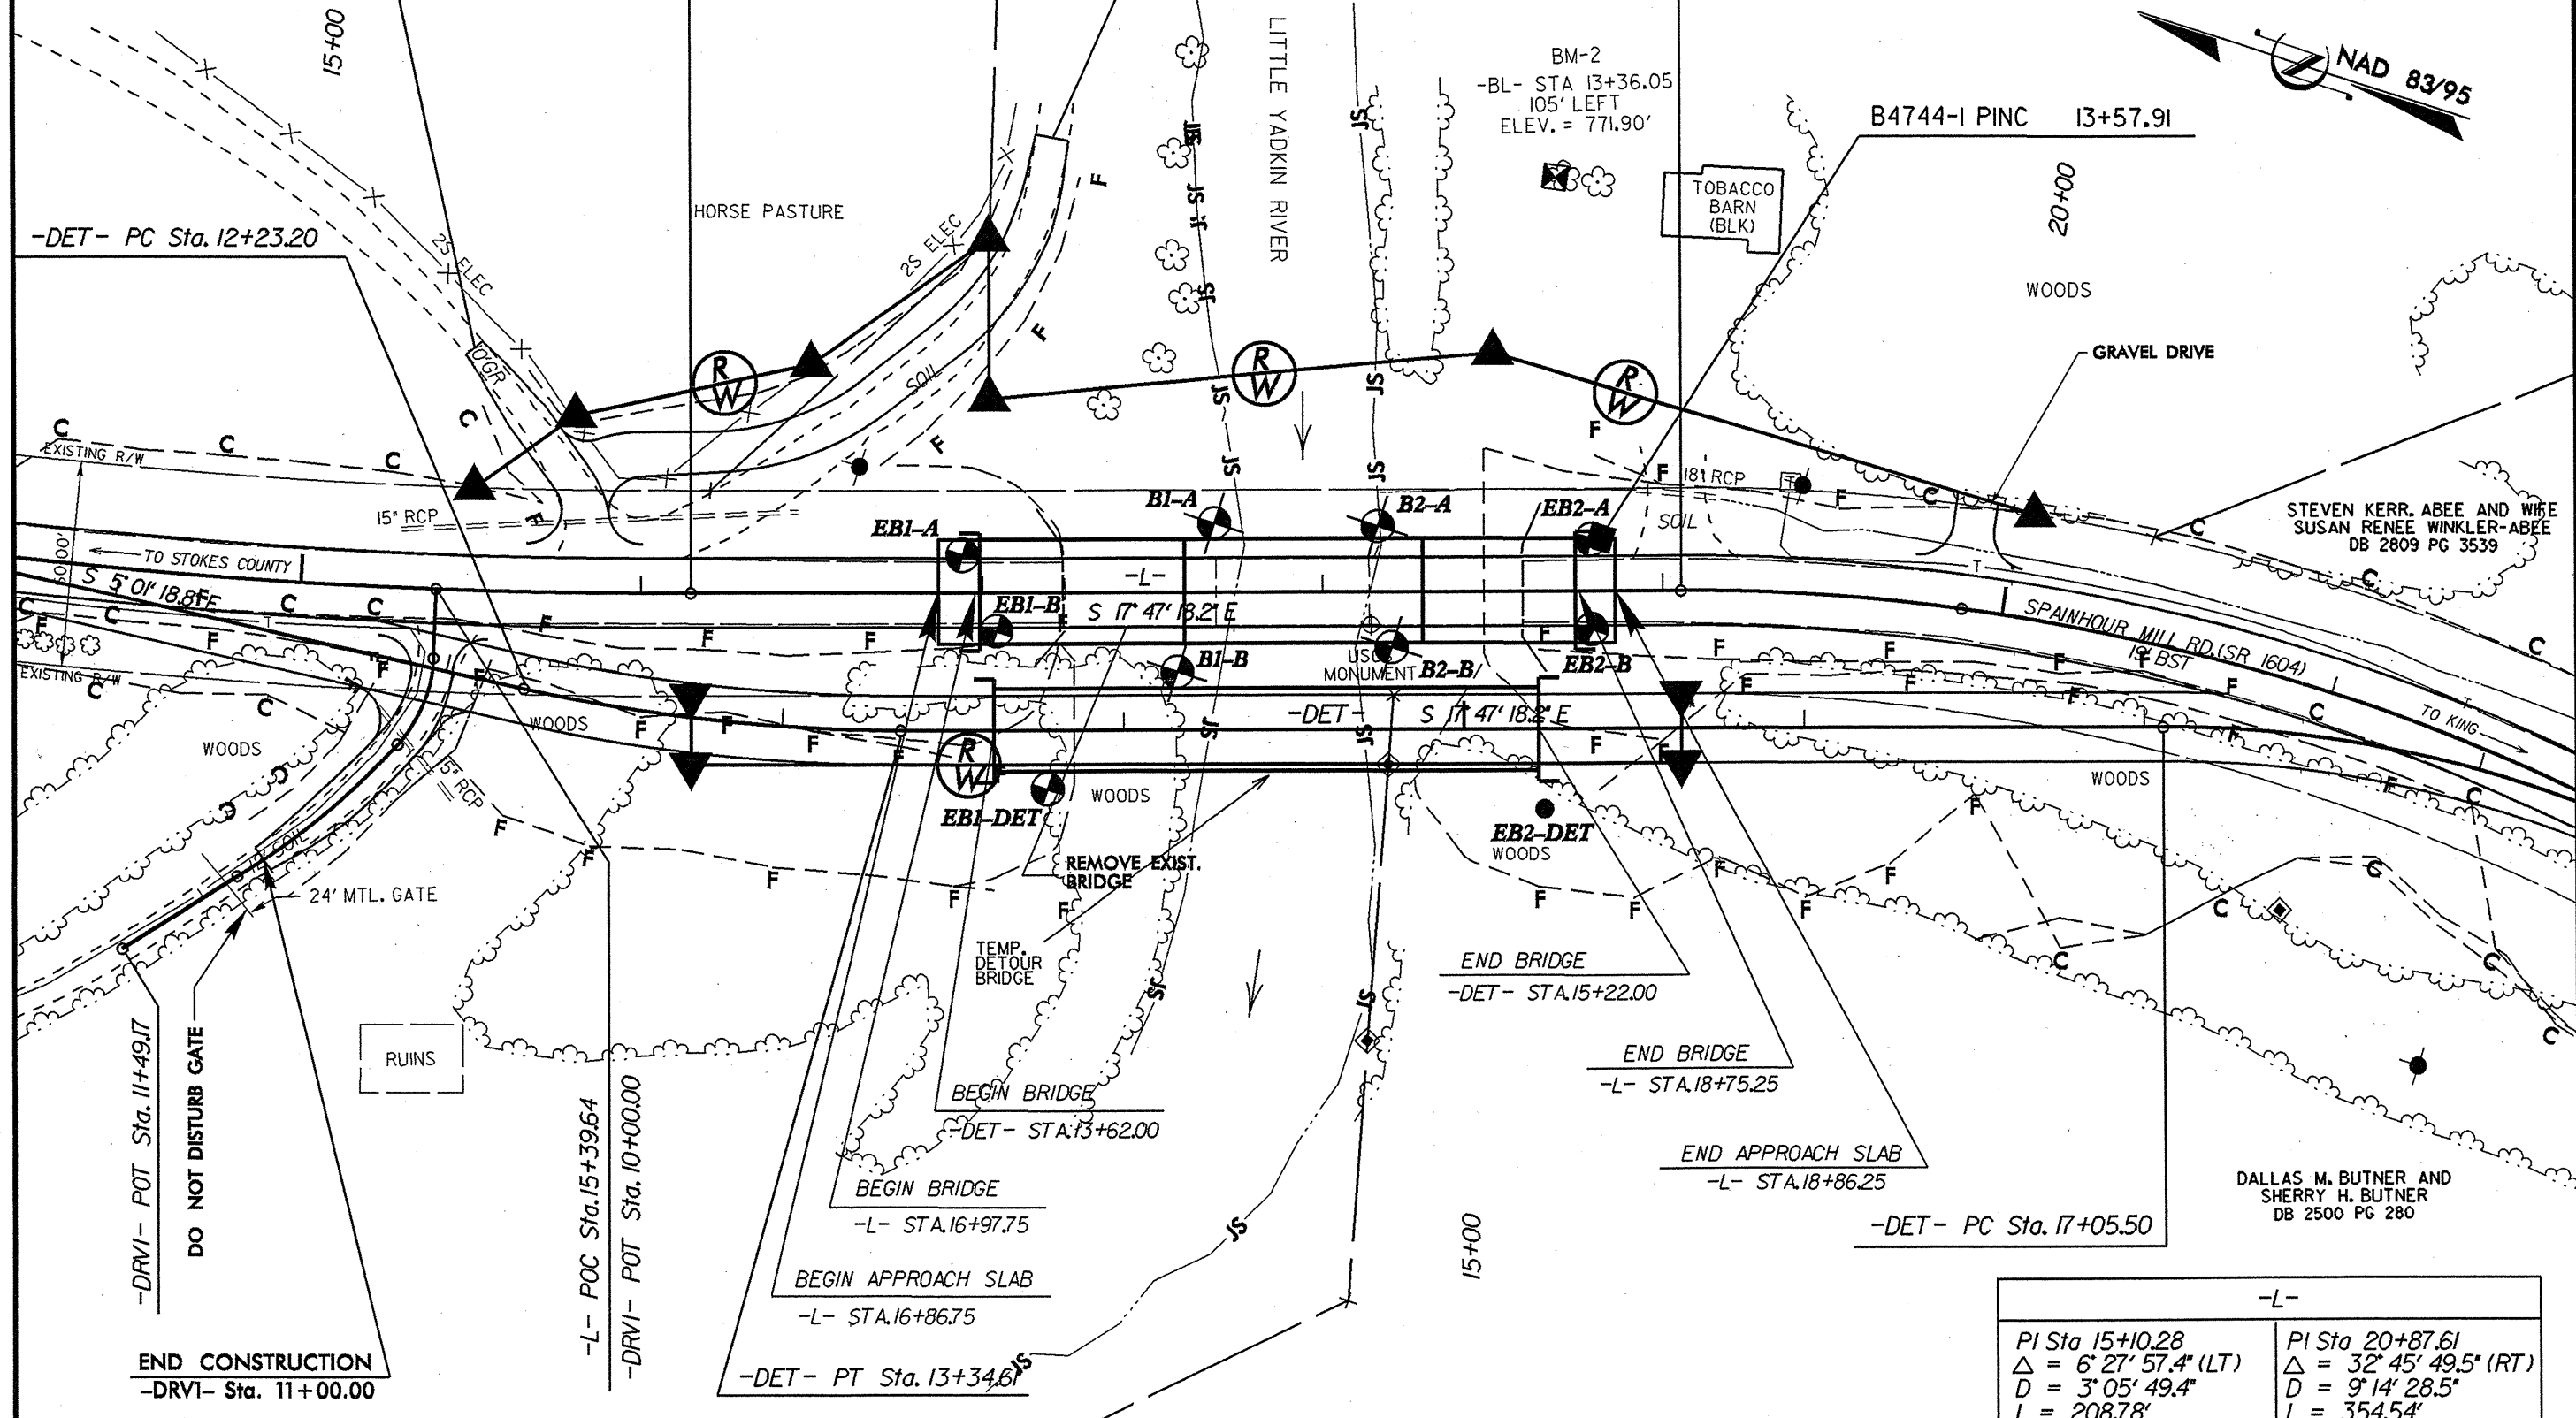 15+00
LITTLE YADKIN RIVER
BM-2
-BL- STA 13+36.05
105' LEFT
ELEV. = 771.90'
NAD 83/95
B4744-1 PINC 13+57.91
20+00
TOBACCO
BARN
(BLK)
HORSE PASTURE
-DET- PC Sta. 12+23.20
2S ELEC
2S ELEC
WOODS
GRAVEL DRIVE
SOIL
R
W
R
W
R
W
EXISTING R/W
15" RCP
18" RCP
SOIL
B1-A
B2-A
EB1-A
EB2-A
STEVEN KERR. ABEE AND WIFE
SUSAN RENEE WINKLER-ABEE
DB 2809 PG 3539
TO STOKES COUNTY
60.00'
S 5° 01' 18.8" E
-L-
S 17° 47' 18.2" E
EB1-B
B1-B
B2-B
EB2-B
MONUMENT
SPAINHOUR MILL RD. (SR 1604)
BST
TO KING
EXISTING R/W
WOODS
WOODS
-DET-
S 17° 47' 18.2" E
R
W
WOODS
WOODS
15" RCP
EB1-DET
EB2-DET
WOODS
SOIL
REMOVE EXIST.
BRIDGE
24' MTL. GATE
TEMP.
DETOUR
BRIDGE
END BRIDGE
-DET- STA.15+22.00
RUINS
END BRIDGE
-L- STA.18+75.25
BEGIN BRIDGE
-DET- STA.13+62.00
END APPROACH SLAB
-L- STA.18+86.25
BEGIN BRIDGE
-L- STA.16+97.75
DALLAS M. BUTNER AND
SHERRY H. BUTNER
DB 2500 PG 280
-DET- PC Sta. 17+05.50
15+00
BEGIN APPROACH SLAB
-L- STA.16+86.75
-DRV1- POT Sta. 11+49.17
DO NOT DISTURB GATE
-L- POC Sta.15+39.64
-DRV1- POT Sta. 10+00.00
-DET- PT Sta. 13+34.61
END CONSTRUCTION
-DRV1- Sta. 11+00.00
-L-
PI Sta 15+10.28
Δ = 6° 27' 57.4" (LT)
D = 3° 05' 49.4"
L = 208.78'
PI Sta 20+87.61
Δ = 32° 45' 49.5" (RT)
D = 9° 14' 28.5"
L = 354.54'